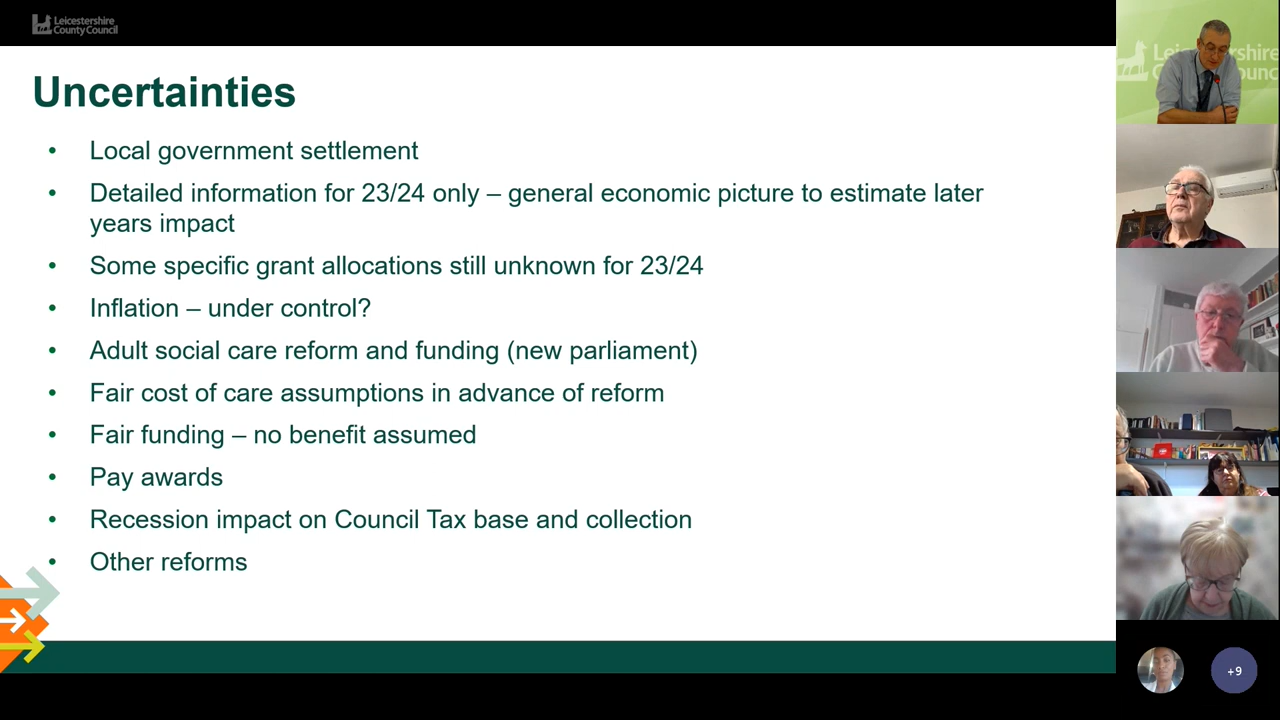 Leicestershire
County Council
Uncertainties
• Local government settlement
• Detailed information for 23/24 only – general economic picture to estimate later
years impact
• Some specific grant allocations still unknown for 23/24
• Inflation – under control?
• Adult social care reform and funding (new parliament)
• Fair cost of care assumptions in advance of reform
• Fair funding – no benefit assumed
• Pay awards
• Recession impact on Council Tax base and collection
• Other reforms
+9